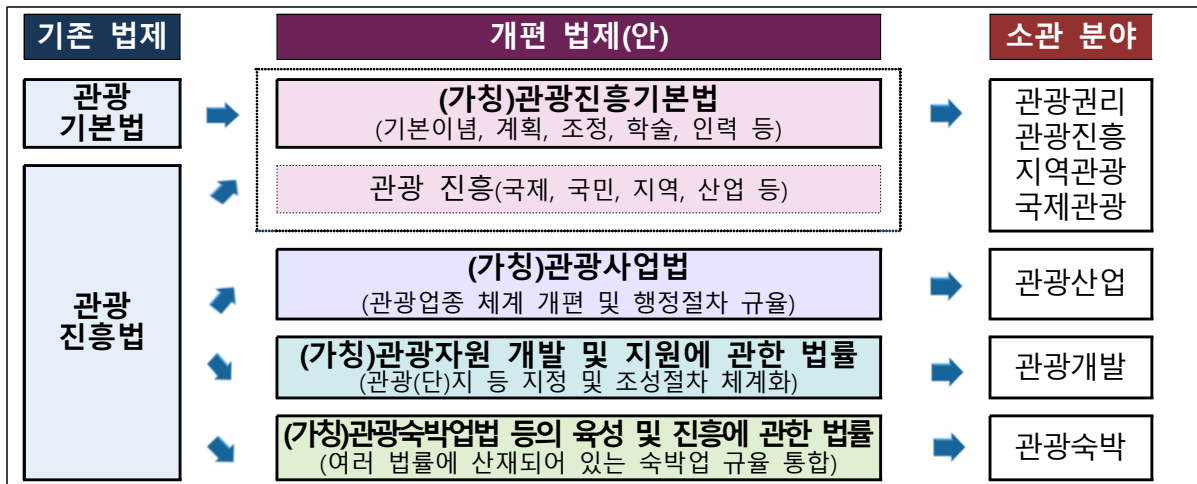 기존 법제
개편 법제(안)
소관 분야
관광
기본법
(가칭)관광진흥기본법
(기본이념, 계획, 조정, 학술, 인력 등)
관광 진흥(국제, 국민, 지역, 산업 등)
관광권리
관광진흥
지역관광
국제관광
관광
진흥법
(가칭)관광사업법
(관광업종 체계 개편 및 행정절차 규율)
관광산업
(가칭)관광자원 개발 및 지원에 관한 법률
(관광(단)지 등 지정 및 조성절차 체계화)
관광개발
(가칭)관광숙박업법 등의 육성 및 진흥에 관한 법률
(여러 법률에 산재되어 있는 숙박업 규율 통합)
관광숙박